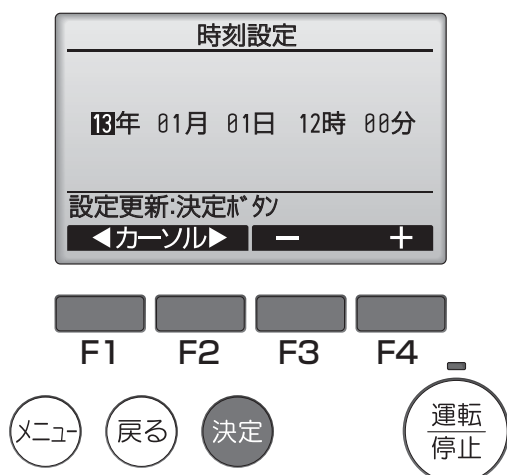 時刻設定
13年 01月 01日 12時 00分
設定更新:決定ボタン
◀カーソル▶ − +
F1 F2 F3 F4
メニュー 戻る 決定 運転
停止